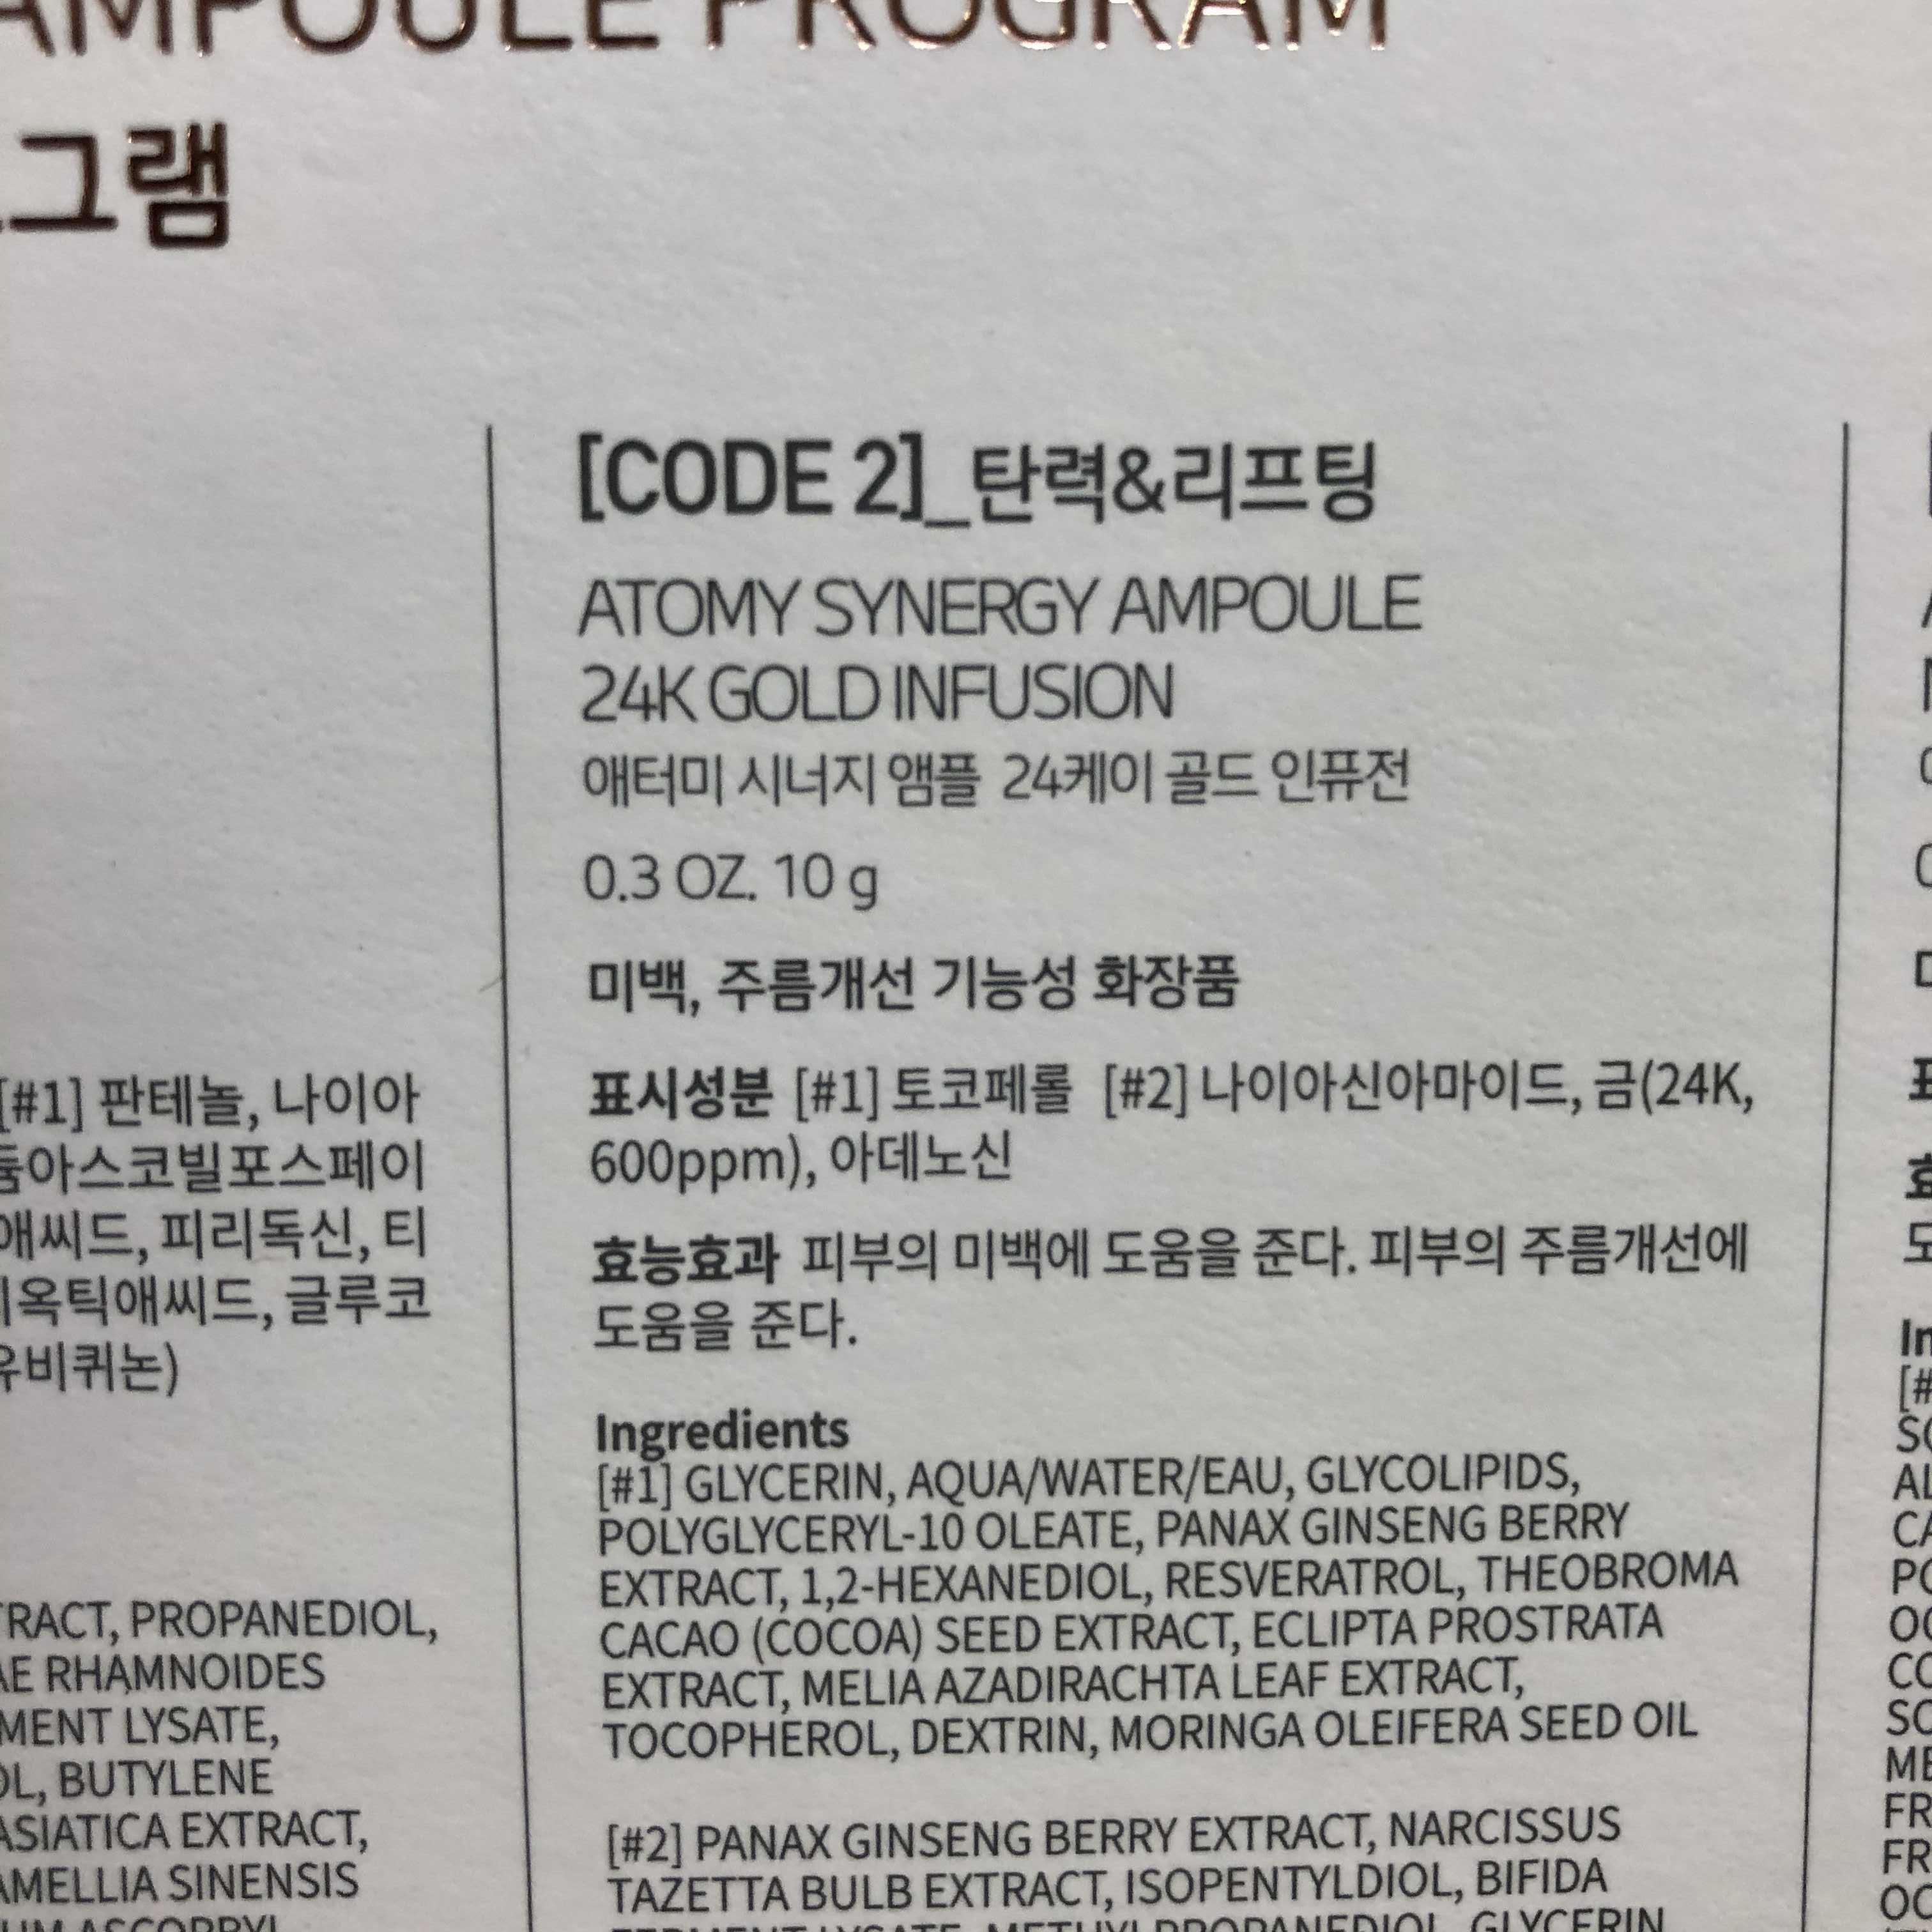 AMPOULE PROGRAM
그램
[#1] 판테놀, 나이아
아스코빌포스페이
애씨드, 피리독신, 티
옥틱애씨드, 글루코
유비퀴논)
PROPANEDIOL,
RHAMNOIDES
LYSATE,
BUTYLENE
ASIATICA EXTRACT,
SINENSIS
[CODE 2]_탄력&리프팅
ATOMY SYNERGY AMPOULE
24K GOLD INFUSION
애터미 시너지 앰플 24케이 골드 인퓨전
0.3 OZ. 10 g
미백, 주름개선 기능성 화장품
표시성분 [#1] 토코페롤 [#2] 나이아신아마이드, 금(24K,
600ppm), 아데노신
효능효과 피부의 미백에 도움을 준다. 피부의 주름개선에
도움을 준다.
Ingredients
[#1] GLYCERIN, AQUA/WATER/EAU, GLYCOLIPIDS,
POLYGLYCERYL-10 OLEATE, PANAX GINSENG BERRY
EXTRACT, 1,2-HEXANEDIOL, RESVERATROL, THEOBROMA
CACAO (COCOA) SEED EXTRACT, ECLIPTA PROSTRATA
EXTRACT, MELIA AZADIRACHTA LEAF EXTRACT,
TOCOPHEROL, DEXTRIN, MORINGA OLEIFERA SEED OIL
[#2] PANAX GINSENG BERRY EXTRACT, NARCISSUS
TAZETTA BULB EXTRACT, ISOPENTYLDIOL, BIFIDA
FERMENT LYSATE, METHYLPROPANEDIOL, GLYCERIN,